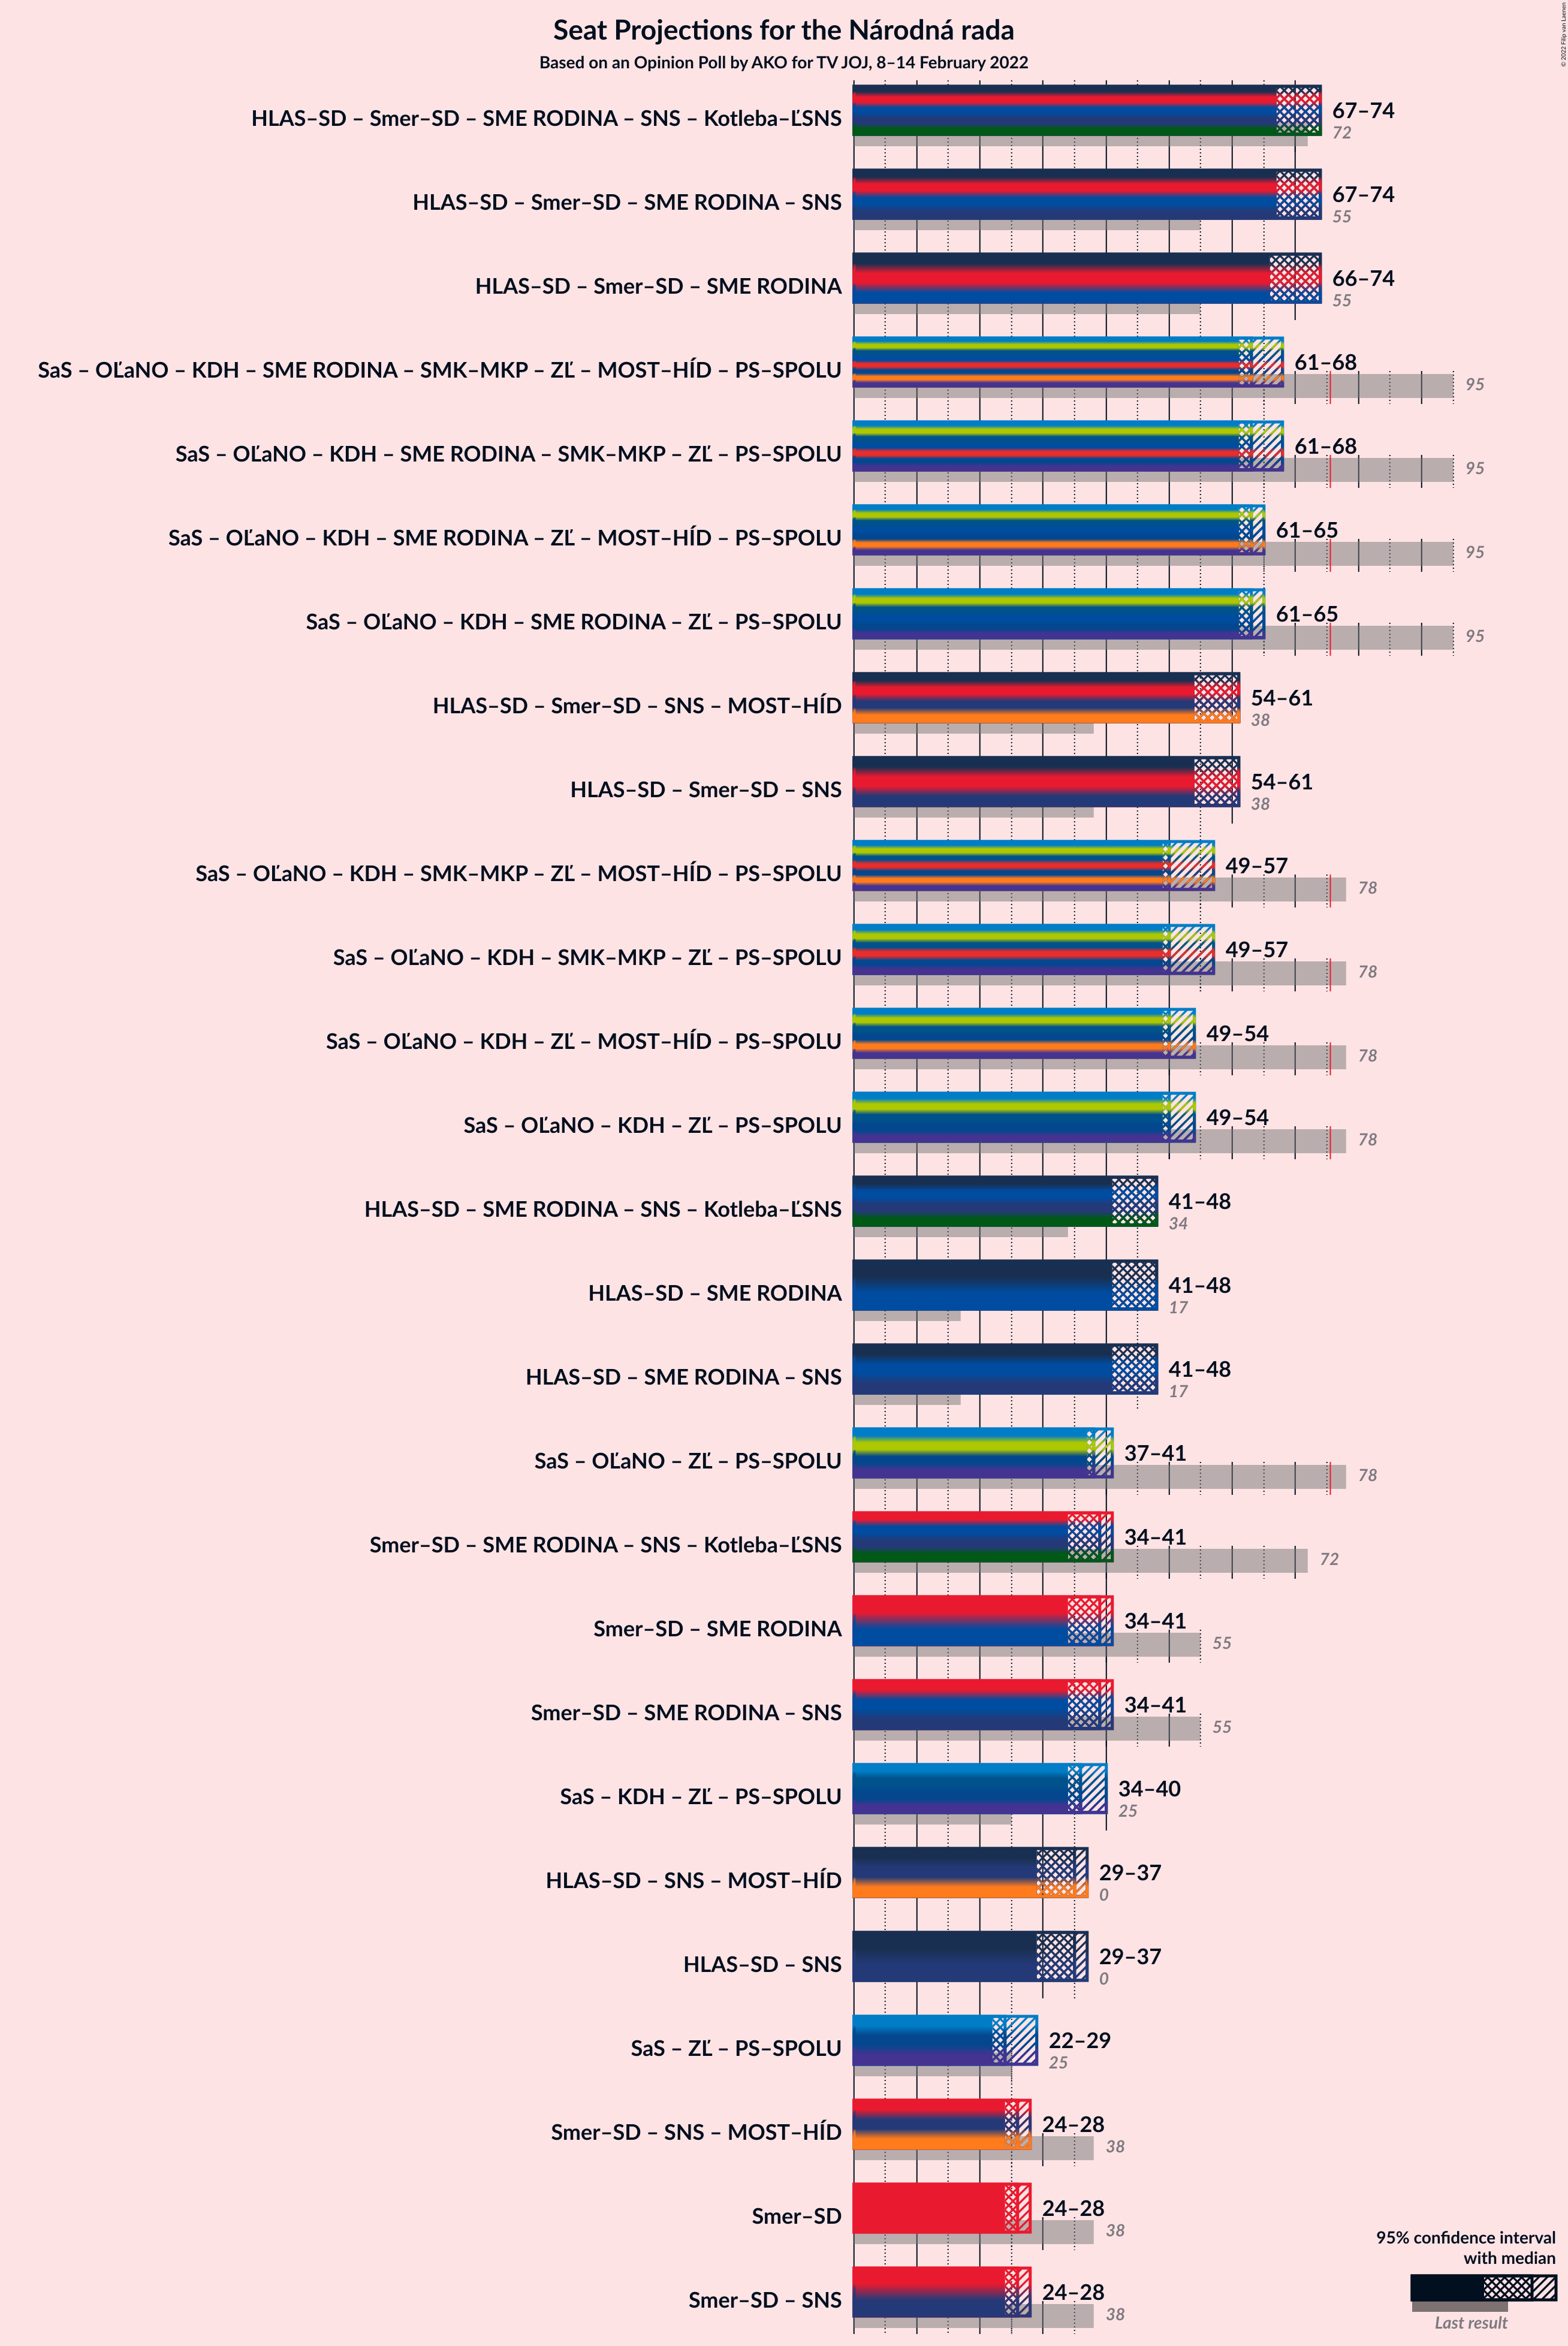 Seat Projections for the Národná rada
Based on an Opinion Poll by AKO for TV JOJ, 8–14 February 2022
© 2022 Filip van Laenen
HLAS–SD – Smer–SD – SME RODINA – SNS – Kotleba–ĽSNS
67–74
72
HLAS–SD – Smer–SD – SME RODINA – SNS
67–74
55
HLAS–SD – Smer–SD – SME RODINA
66–74
55
SaS – OĽaNO – KDH – SME RODINA – SMK–MKP – ZĽ – MOST–HÍD – PS–SPOLU
61–68
95
SaS – OĽaNO – KDH – SME RODINA – SMK–MKP – ZĽ – PS–SPOLU
61–68
95
SaS – OĽaNO – KDH – SME RODINA – ZĽ – MOST–HÍD – PS–SPOLU
61–65
95
SaS – OĽaNO – KDH – SME RODINA – ZĽ – PS–SPOLU
61–65
95
HLAS–SD – Smer–SD – SNS – MOST–HÍD
54–61
38
HLAS–SD – Smer–SD – SNS
54–61
38
SaS – OĽaNO – KDH – SMK–MKP – ZĽ – MOST–HÍD – PS–SPOLU
49–57
78
SaS – OĽaNO – KDH – SMK–MKP – ZĽ – PS–SPOLU
49–57
78
SaS – OĽaNO – KDH – ZĽ – MOST–HÍD – PS–SPOLU
49–54
78
SaS – OĽaNO – KDH – ZĽ – PS–SPOLU
49–54
78
HLAS–SD – SME RODINA – SNS – Kotleba–ĽSNS
41–48
34
HLAS–SD – SME RODINA
41–48
17
HLAS–SD – SME RODINA – SNS
41–48
17
SaS – OĽaNO – ZĽ – PS–SPOLU
37–41
78
Smer–SD – SME RODINA – SNS – Kotleba–ĽSNS
34–41
72
Smer–SD – SME RODINA
34–41
55
Smer–SD – SME RODINA – SNS
34–41
55
SaS – KDH – ZĽ – PS–SPOLU
34–40
25
HLAS–SD – SNS – MOST–HÍD
29–37
0
HLAS–SD – SNS
29–37
0
SaS – ZĽ – PS–SPOLU
22–29
25
Smer–SD – SNS – MOST–HÍD
24–28
38
Smer–SD
24–28
38
Smer–SD – SNS
24–28
38
95% confidence interval
with median
Last result